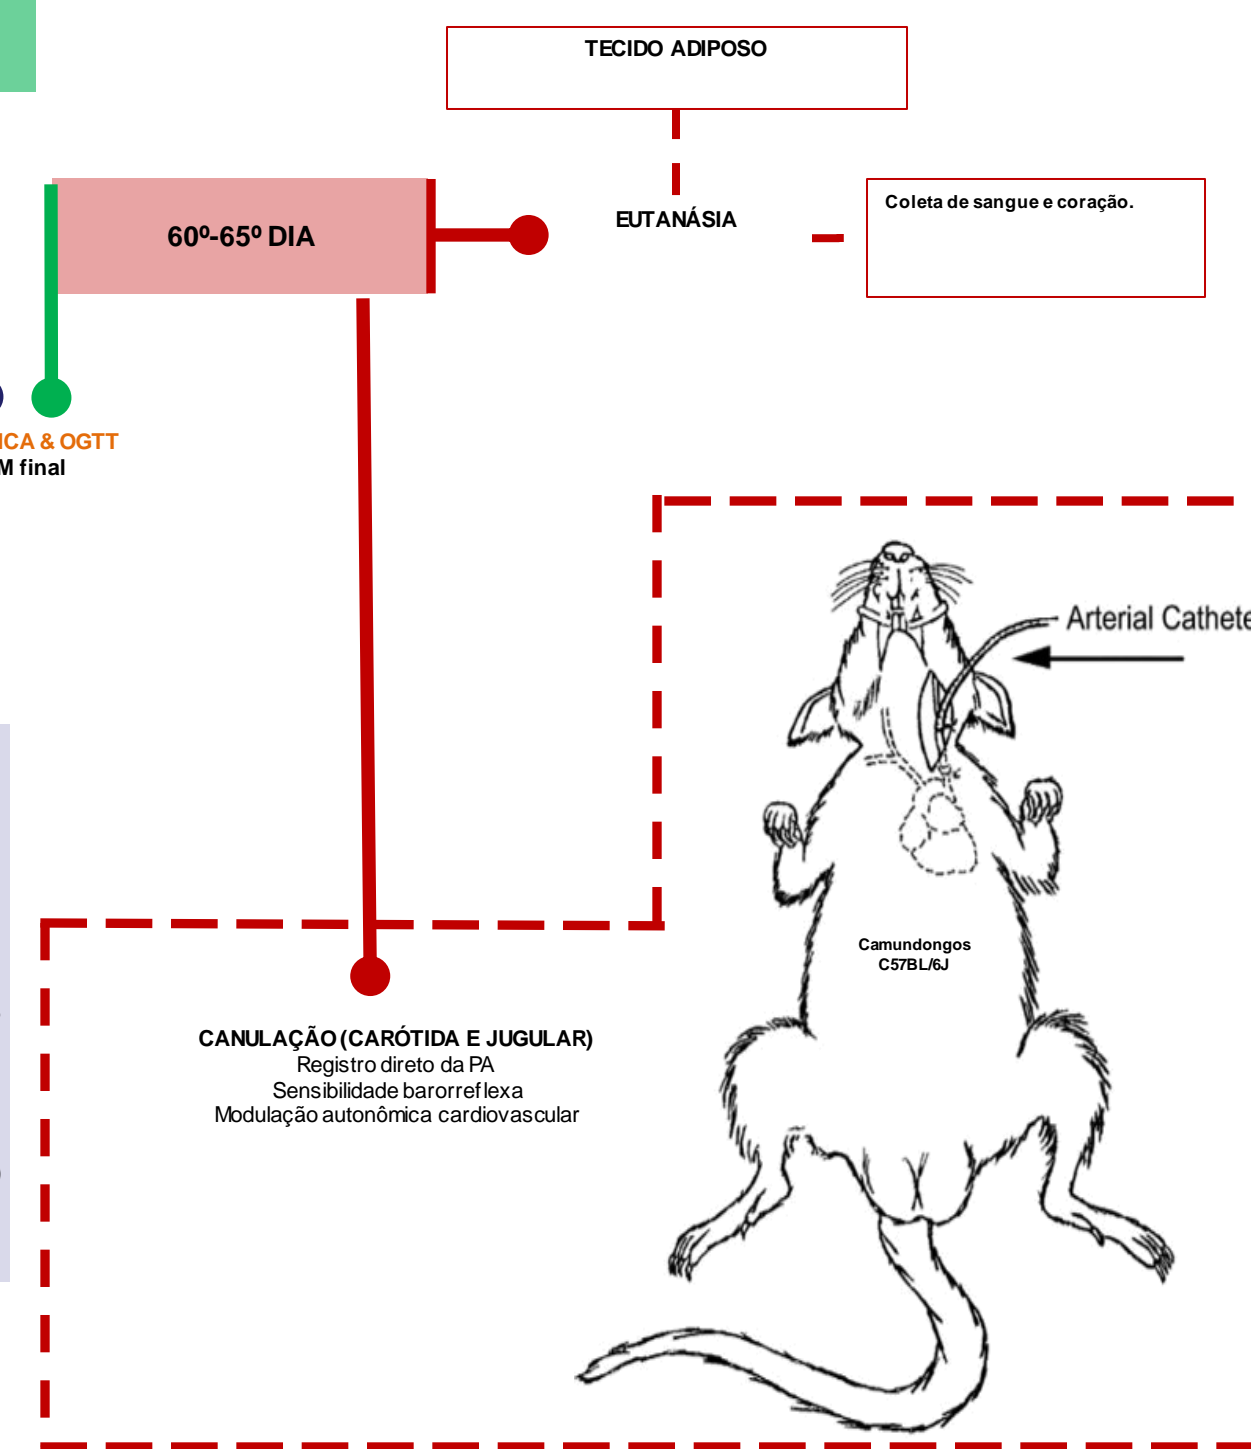 TECIDO ADIPOSO
60º-65º DIA
EUTANÁSIA
Coleta de sangue e coração.
ICA & OGTT
M final
Arterial Cathete
Camundongos
C57BL/6J
CANULAÇÃO (CARÓTIDA E JUGULAR)
Registro direto da PA
Sensibilidade barorreflexa
Modulação autonômica cardiovascular